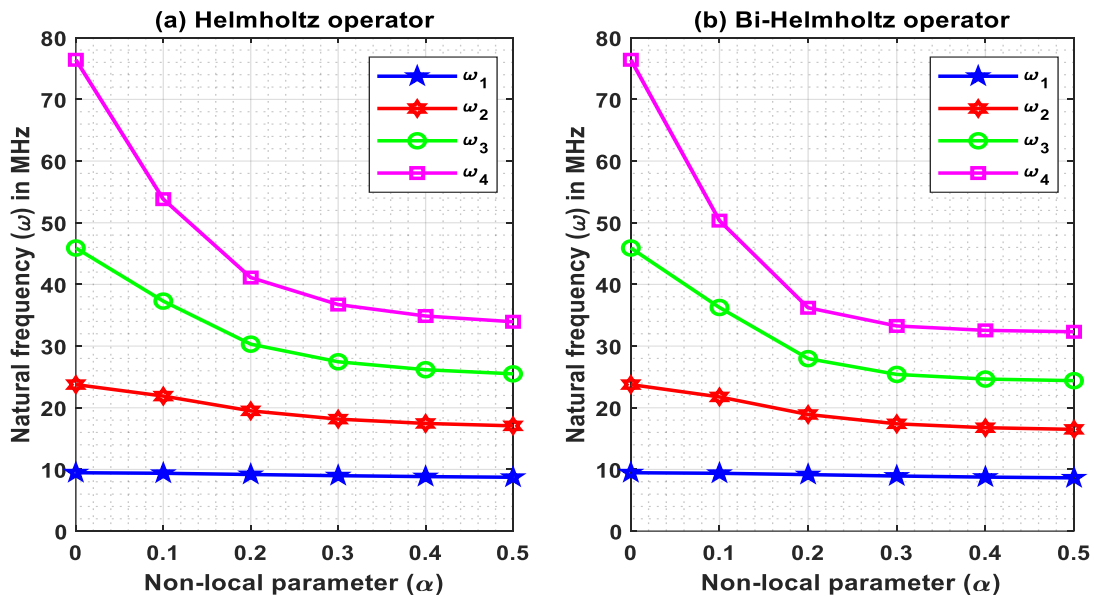 (a) Helmholtz operator
80
70
60
50
40
30
20
10
0
Natural frequency (ω) in MHz
ω1
ω2
ω3
ω4
0 0.1 0.2 0.3 0.4 0.5
Non-local parameter (α)
(b) Bi-Helmholtz operator
80
70
60
50
40
30
20
10
0
Natural frequency (ω) in MHz
ω1
ω2
ω3
ω4
0 0.1 0.2 0.3 0.4 0.5
Non-local parameter (α)